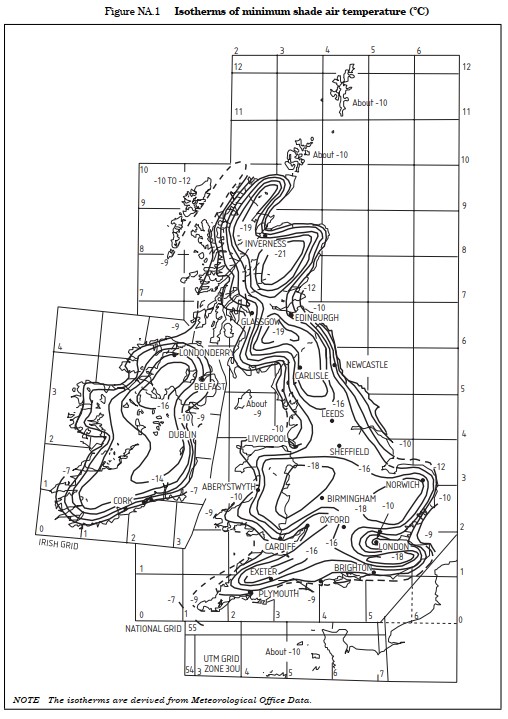 Figure NA.1 Isotherms of minimum shade air temperature (°C)
2 3 4 5 6
12 12
About -10
11 11
About -10
10 10
-10 TO -12
9 9
-19
INVERNESS
8 -21 8
-9
-12
7 7
-10
GLASGOW EDINBURGH
-9
-19
6
4 LONDONDERRY
NEWCASTLE
CARLISLE
BELFAST
5
3 -16 About -16
-10 -9 -9 LEEDS
DUBLIN -10
2 LIVERPOOL -10 4
SHEFFIELD
-7 -18 -16 -12
1 -14 ABERYSTWYTH NORWICH 3
-7 -10 -10
CORK BIRMINGHAM
-18 -10
0 -9 OXFORD 2
1 CARDIFF -16 LONDON -9
2 3 -16 -18
IRISH GRID
1 EXETER BRIGHTON 1
PLYMOUTH
-7 -9 -9
0 1 2 3 4 5 6 0
NATIONAL GRID 55
About -10
UTM GRID
ZONE 30U
54 3 4 5 6 7
NOTE The isotherms are derived from Meteorological Office Data.